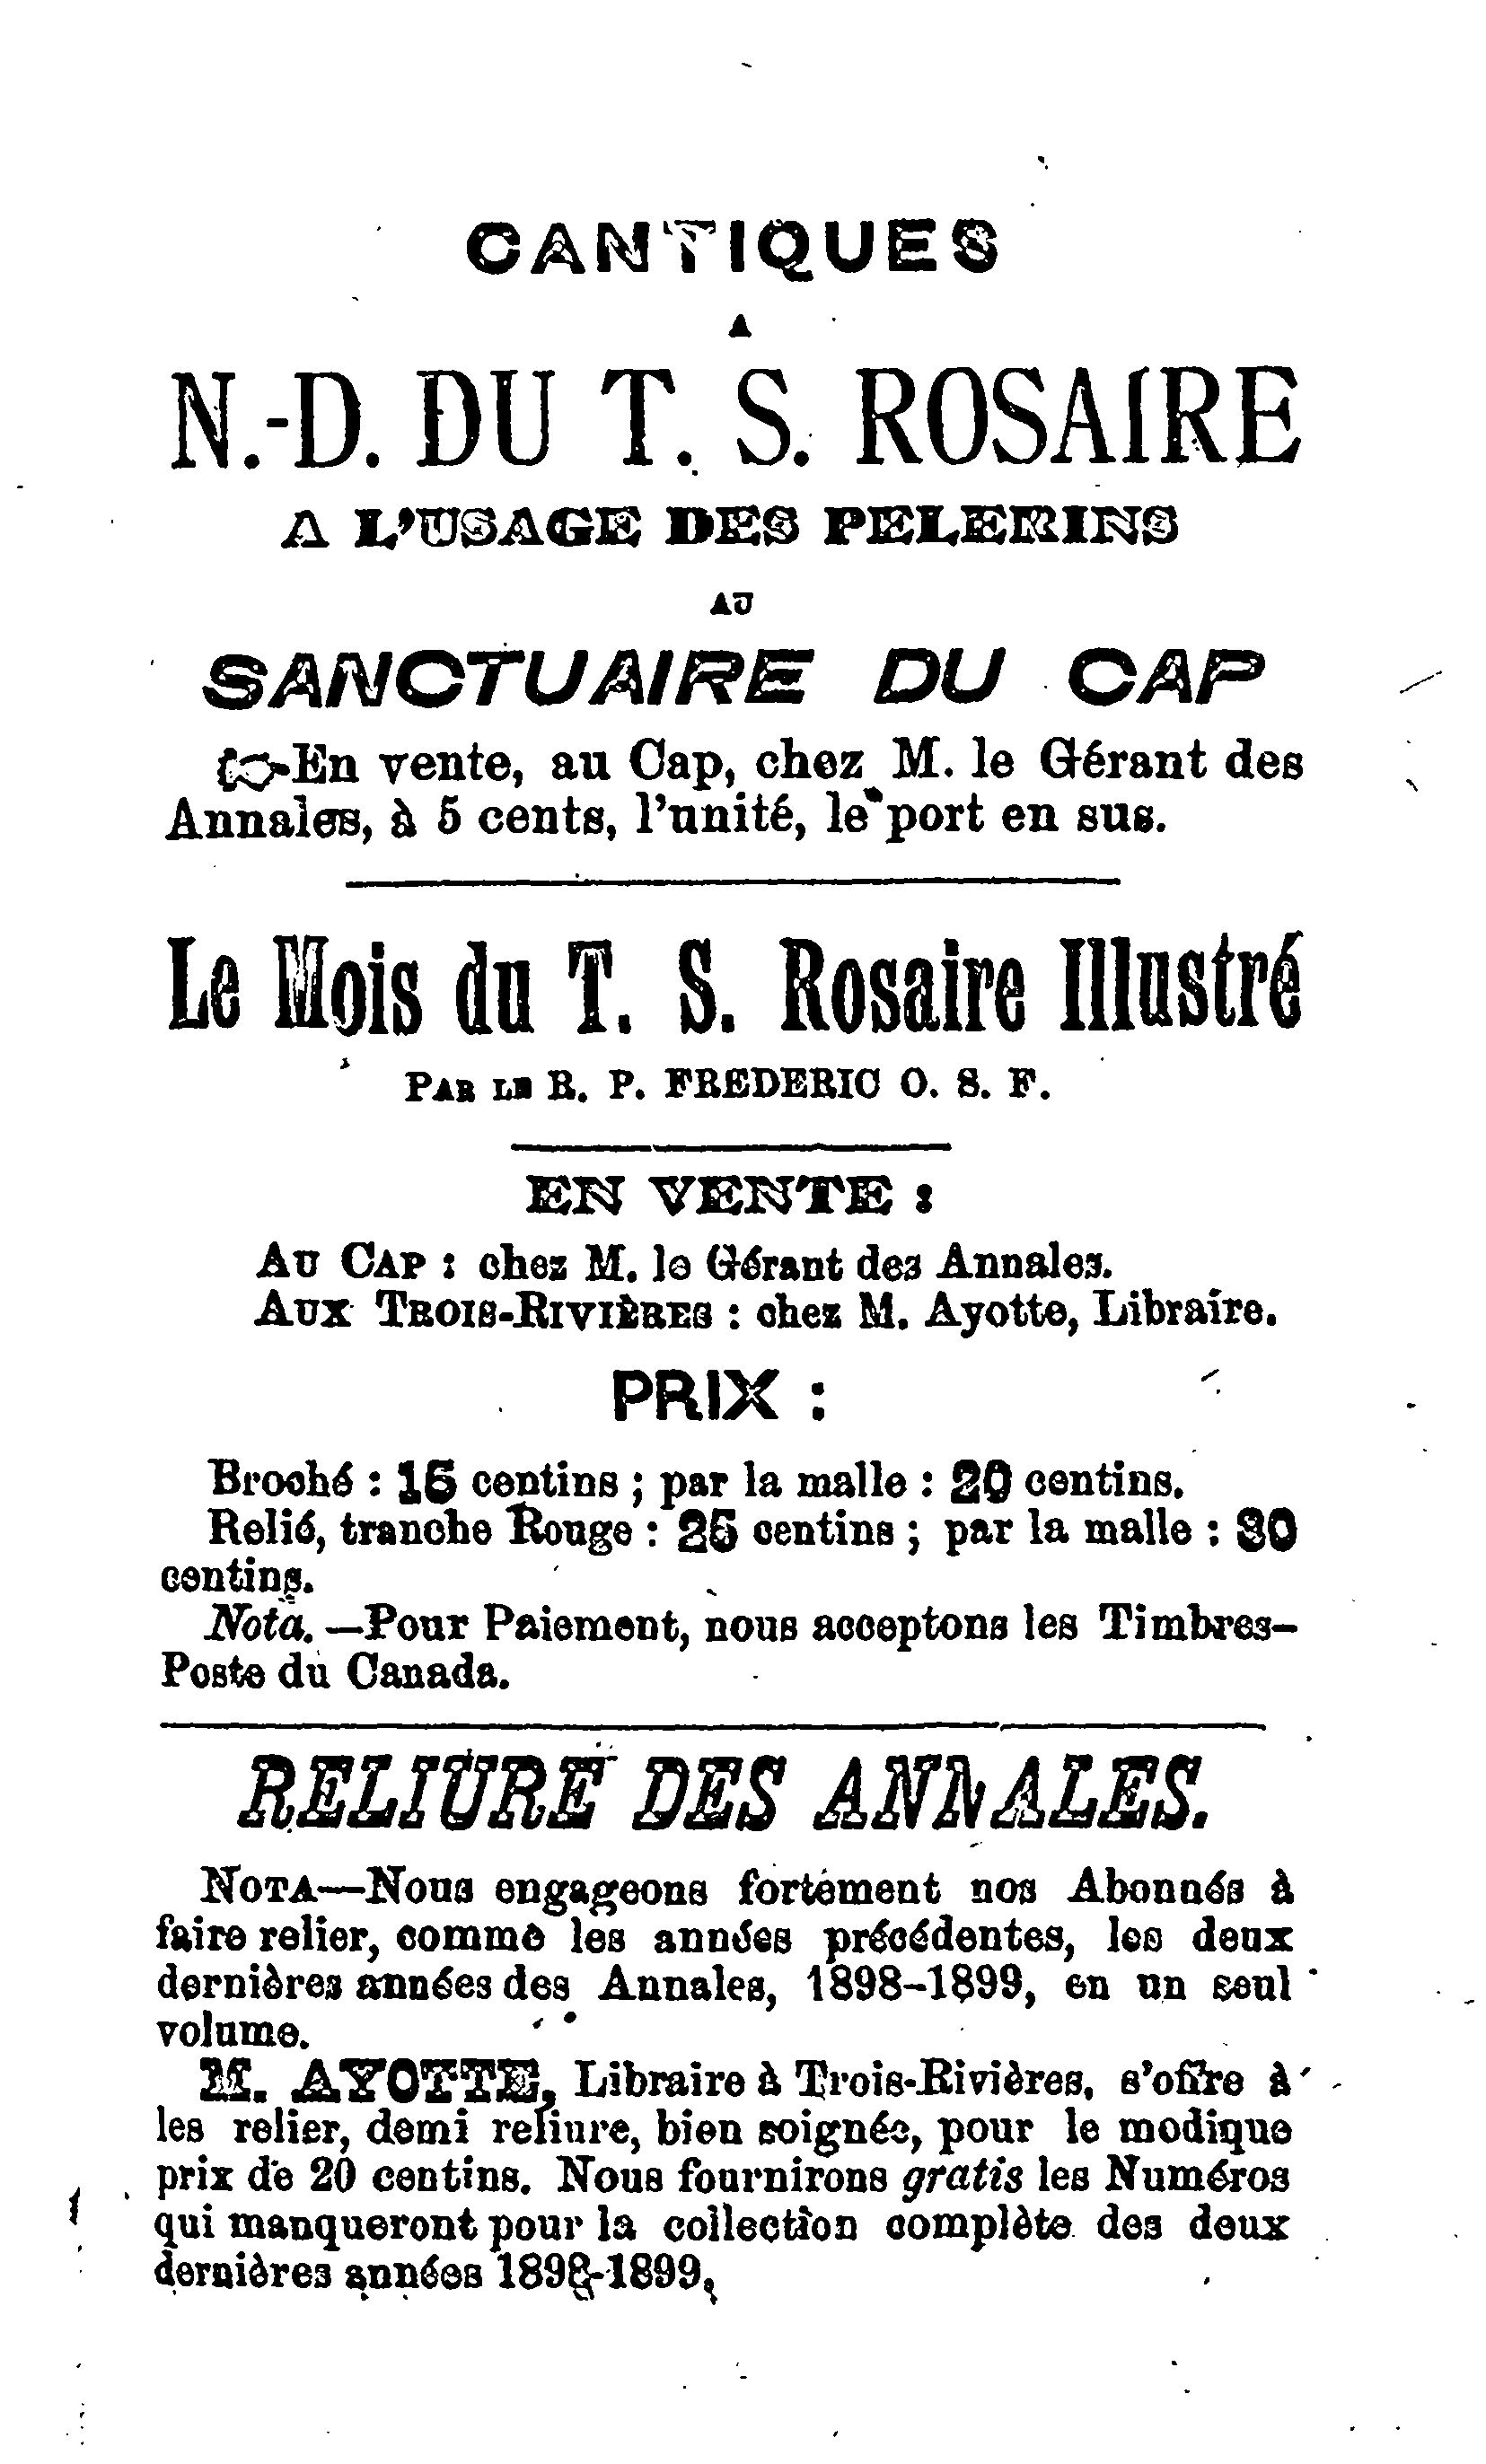 CANTIQUES
A
N.-D. DU T. S. ROSAIRE
A L'USAGE DES PELERINS
AU
SANCTUAIRE DU CAP
☞En vente, au Cap, chez M. le Gérant des
Annales, à 5 cents, l'unité, le port en sus.
Le Mois du T. S. Rosaire Illustré
PAR LE R. P. FREDERIC O. S. F.
EN VENTE :
AU CAP : chez M. le Gérant des Annales.
AUX TROIS-RIVIÈRES : chez M. Ayotte, Libraire.
PRIX :
Broché : 15 centins ; par la malle : 20 centins.
Relié, tranche Rouge : 25 centins ; par la malle : 30
centins.
Nota. —Pour Paiement, nous acceptons les Timbres-
Poste du Canada.
RELIURE DES ANNALES.
NOTA—Nous engageons fortement nos Abonnés à
faire relier, comme les années précédentes, les deux
dernières années des Annales, 1898-1899, en un seul
volume.
M. AYOTTE, Libraire à Trois-Rivières, s'offre à
les relier, demi reliure, bien soignée, pour le modique
prix de 20 centins. Nous fournirons gratis les Numéros
qui manqueront pour la collection complète des deux
dernières années 1898-1899,